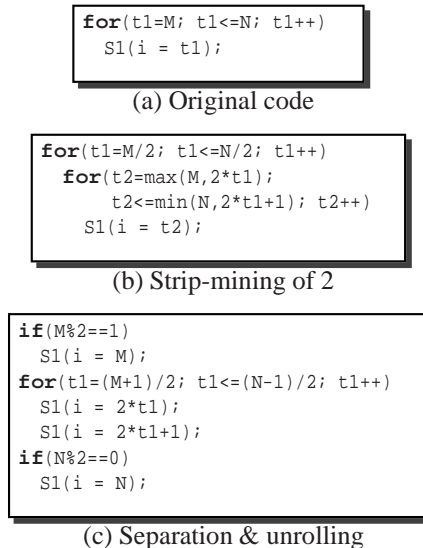 for(t1=M; t1<=N; t1++)
  S1(i = t1);
(a) Original code
for(t1=M/2; t1<=N/2; t1++)
  for(t2=max(M,2*t1);
      t2<=min(N,2*t1+1); t2++)
    S1(i = t2);
(b) Strip-mining of 2
if(M%2==1)
  S1(i = M);
for(t1=(M+1)/2; t1<=(N-1)/2; t1++)
  S1(i = 2*t1);
  S1(i = 2*t1+1);
if(N%2==0)
  S1(i = N);
(c) Separation & unrolling